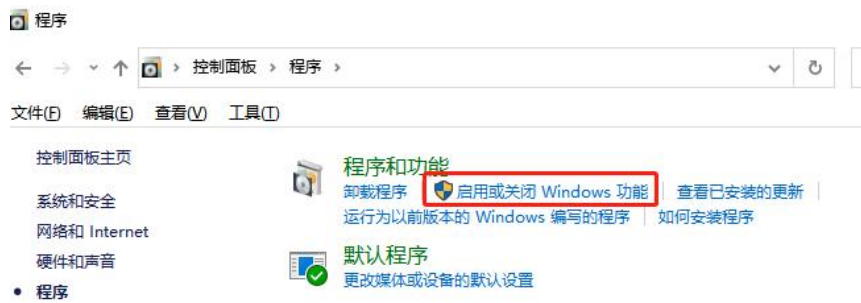 程序
控制面板 › 程序 ›
文件(F) 编辑(E) 查看(V) 工具(T)
控制面板主页
系统和安全
网络和 Internet
硬件和声音
程序
程序和功能
卸载程序 启用或关闭 Windows 功能 查看已安装的更新
运行为以前版本的 Windows 编写的程序 如何安装程序
默认程序
更改媒体或设备的默认设置